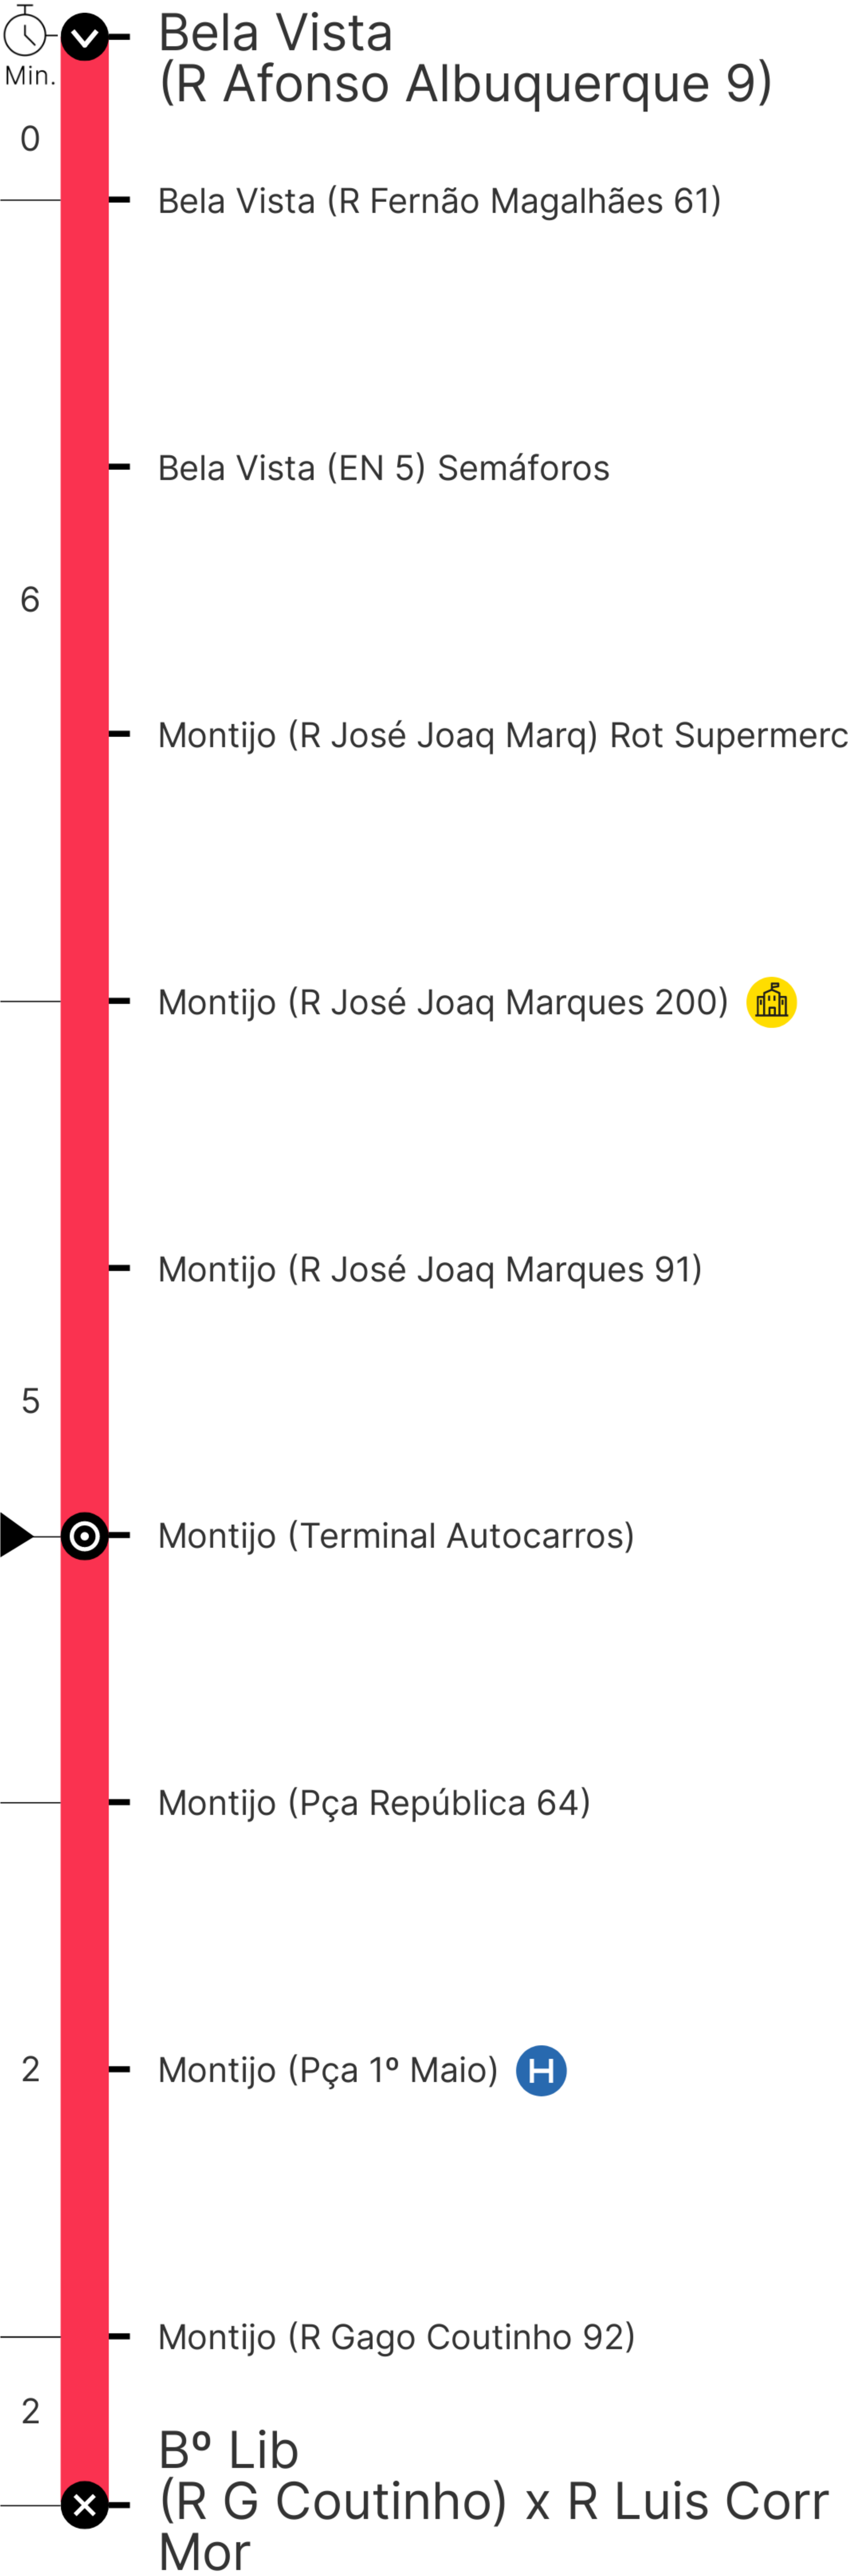 Bela Vista
Min.
(R Afonso Albuquerque 9)
0
Bela Vista (R Fernão Magalhães 61)
Bela Vista (EN 5) Semáforos
6
Montijo (R José Joaq Marq) Rot Supermerc
Montijo (R José Joaq Marques 200)
Montijo (R José Joaq Marques 91)
5
Montijo (Terminal Autocarros)
Montijo (Pça República 64)
2
Montijo (Pça 1º Maio) H
Montijo (R Gago Coutinho 92)
2
Bº Lib
(R G Coutinho) x R Luis Corr
Mor